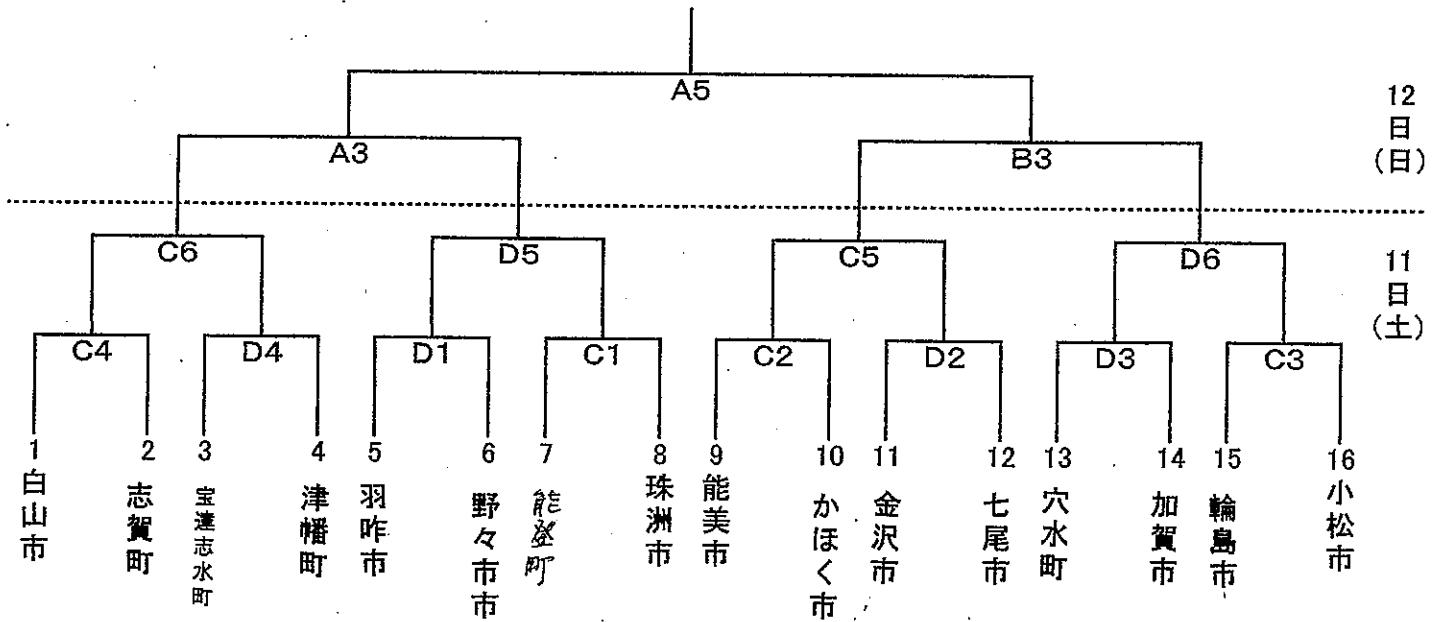 A5
12日(日)
A3
B3
C6
D5
C5
D6
11日(土)
C4
D4
D1
C1
C2
D2
D3
C3
1 白山市
2 志賀町
3 宝達志水町
4 津幡町
5 羽咋市
6 野々市市
7 能登町
8 珠洲市
9 能美市
10 かほく市
11 金沢市
12 七尾市
13 穴水町
14 加賀市
15 輪島市
16 小松市